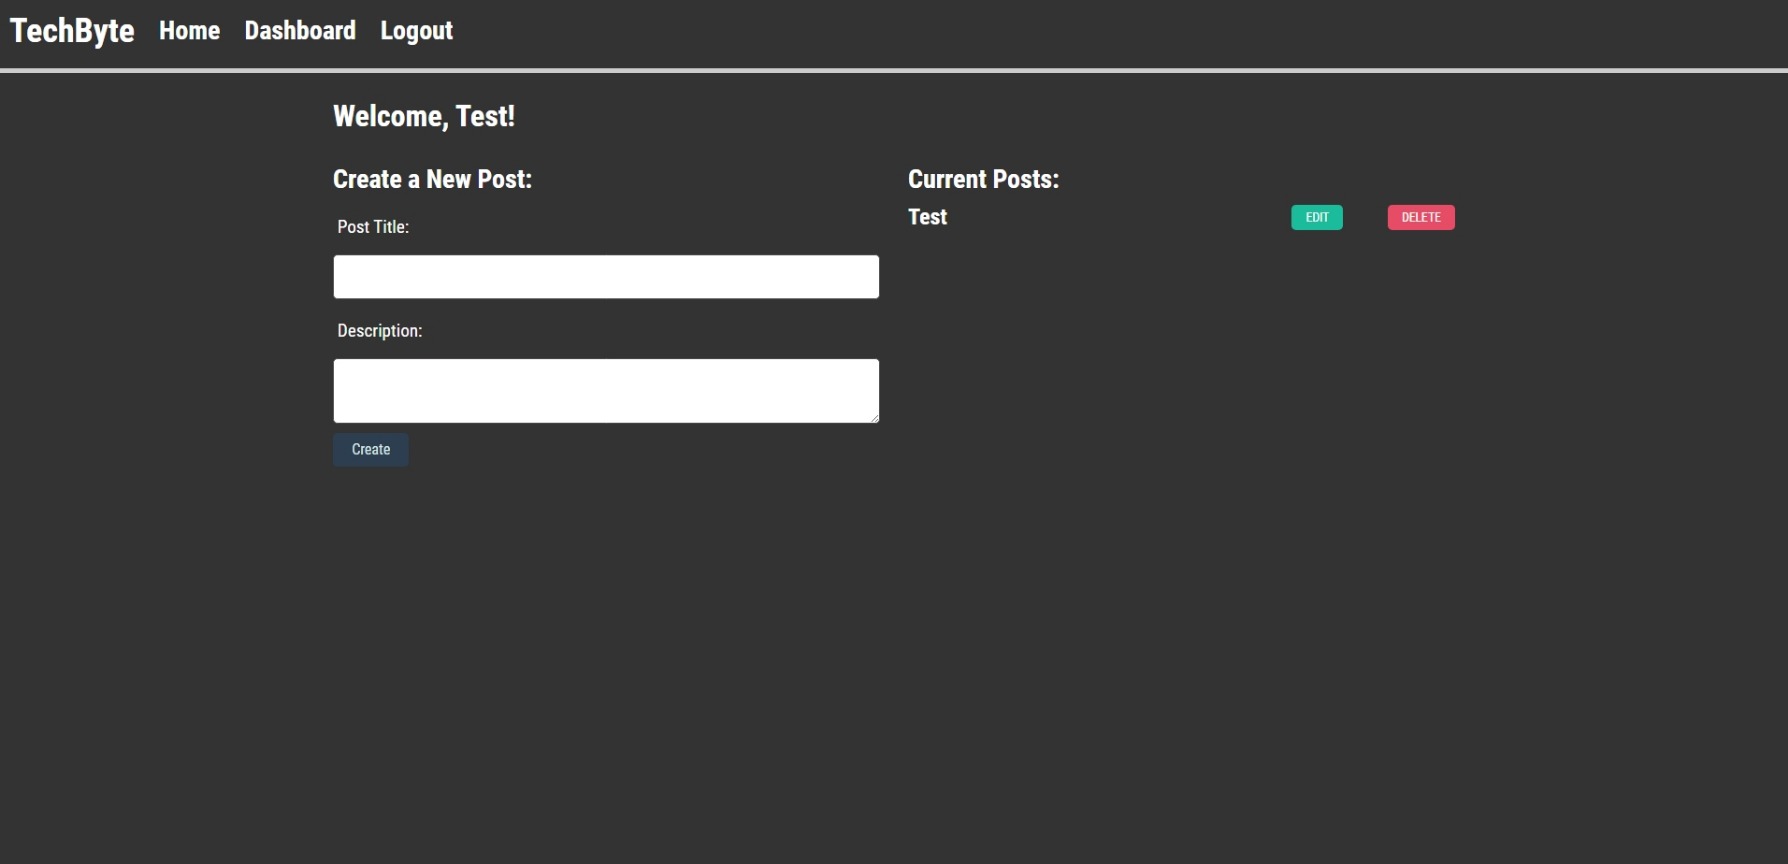 TechByte Home Dashboard Logout
Welcome, Test!
Create a New Post:
Post Title:
Description:
Create
Current Posts:
Test EDIT DELETE